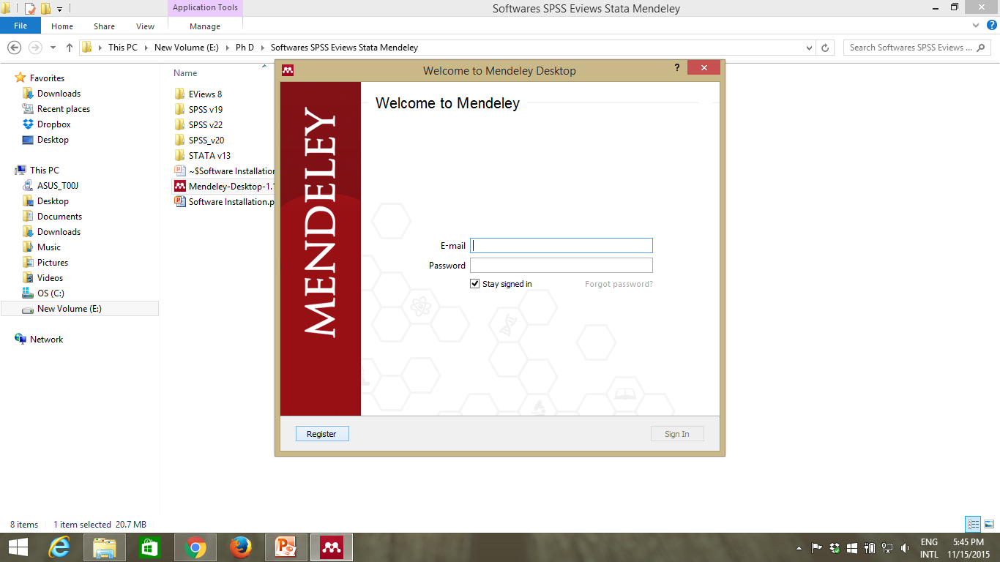 Application Tools
Softwares SPSS Eviews Stata Mendeley
File Home Share View Manage
This PC New Volume (E:) Ph D Softwares SPSS Eviews Stata Mendeley
Search Softwares SPSS Eviews ...
Favorites
Downloads
Recent places
Dropbox
Desktop
This PC
ASUS_T00J
Desktop
Documents
Downloads
Music
Pictures
Videos
OS (C:)
New Volume (E:)
Network
Name
EViews 8
SPSS v19
SPSS v22
SPSS_v20
STATA v13
~$Software Installation
Mendeley-Desktop-1.
Software Installation.p
Welcome to Mendeley Desktop
?
MENDELEY
Welcome to Mendeley
E-mail
Password
Stay signed in Forgot password?
Register Sign In
8 items 1 item selected 20.7 MB
ENG 5:45 PM
INTL 11/15/2015